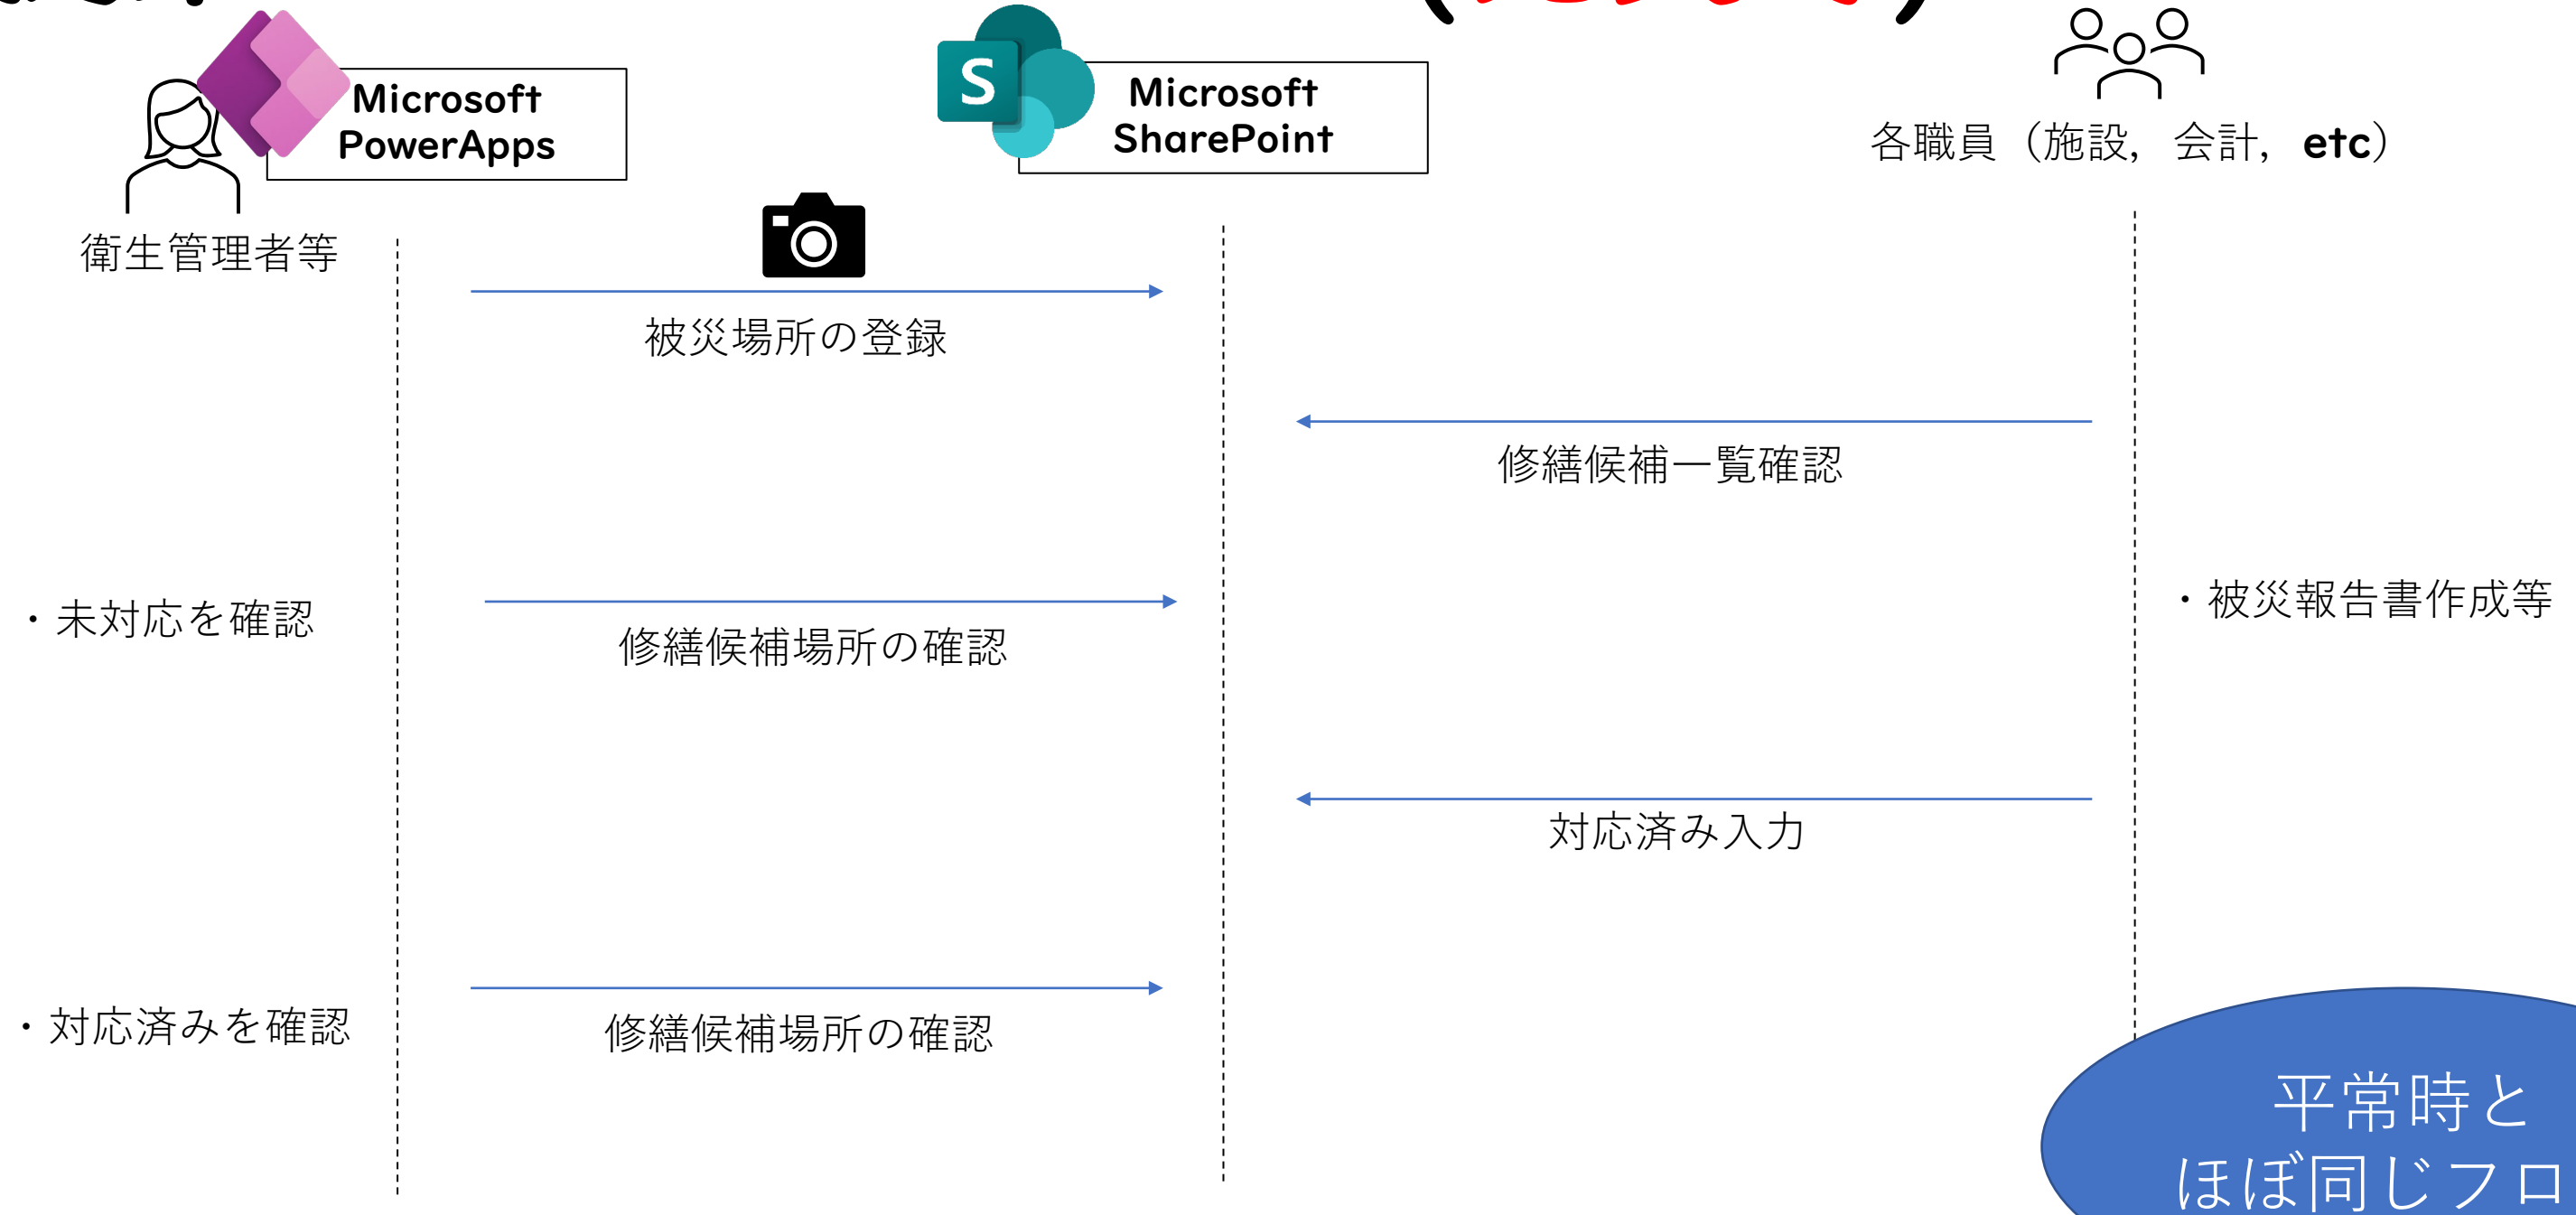 Microsoft
PowerApps
S
Microsoft
SharePoint
各職員（施設，会計，etc）
衛生管理者等
被災場所の登録
修繕候補一覧確認
・未対応を確認
修繕候補場所の確認
・被災報告書作成等
対応済み入力
・対応済みを確認
修繕候補場所の確認
平常時と
ほぼ同じフロ